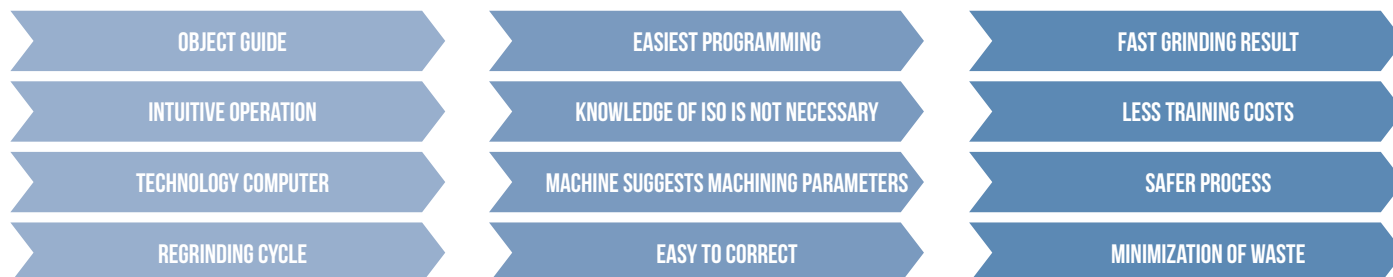 OBJECT GUIDE
EASIEST PROGRAMMING
FAST GRINDING RESULT
INTUITIVE OPERATION
KNOWLEDGE OF ISO IS NOT NECESSARY
LESS TRAINING COSTS
TECHNOLOGY COMPUTER
MACHINE SUGGESTS MACHINING PARAMETERS
SAFER PROCESS
REGRINDING CYCLE
EASY TO CORRECT
MINIMIZATION OF WASTE